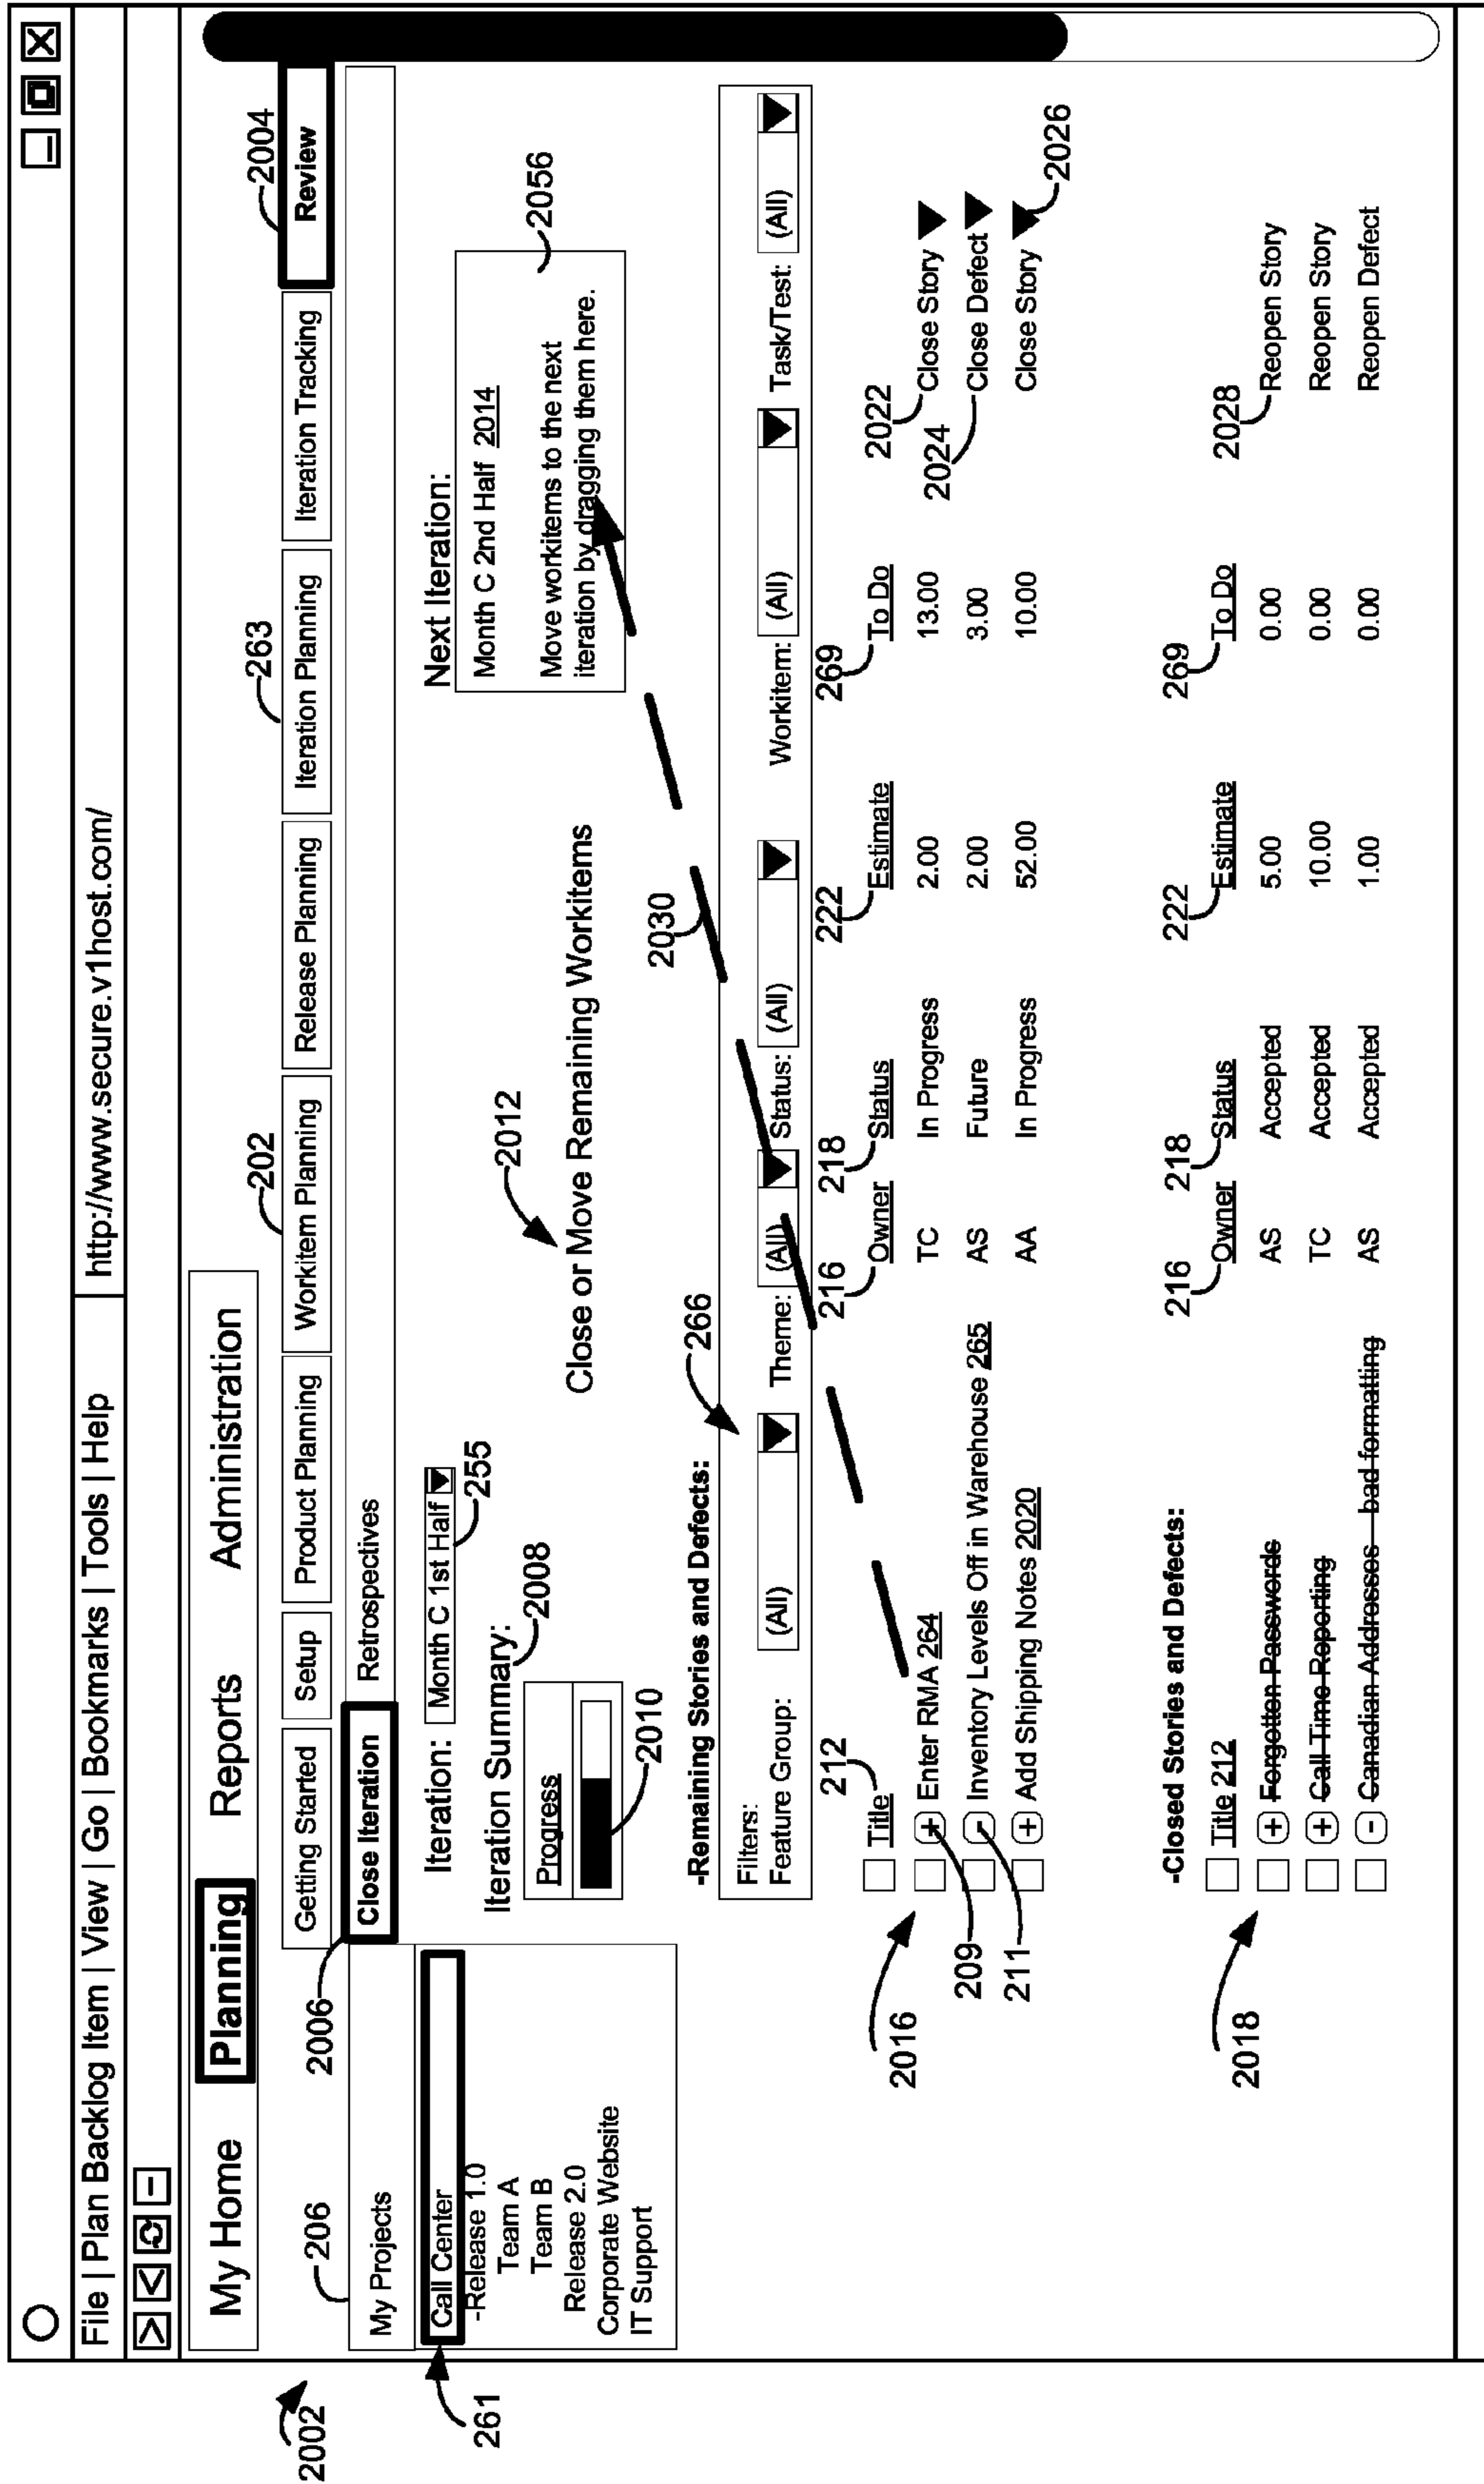 File | Plan Backlog Item | View | Go | Bookmarks | Tools | Help
http://www.secure.v1host.com/
My Home Planning Reports Administration
2002
206
2006
202
263
2004
Getting Started Setup Product Planning Workitem Planning Release Planning Iteration Planning Iteration Tracking Review
My Projects
Close Iteration Retrospectives
261
Call Center
-Release 1.0
Team A
Team B
Release 2.0
Corporate Website
IT Support
Iteration: Month C 1st Half
255
Iteration Summary:
2008
Progress
2010
2012
Close or Move Remaining Workitems
Next Iteration:
Month C 2nd Half 2014
Move workitems to the next
iteration by dragging them here.
2056
2030
-Remaining Stories and Defects:
266
Filters:
Feature Group: (All) Theme: (All) Status: (All) Workitem: (All) Task/Test: (All)
212 216 218 222 269
Title Owner Status Estimate To Do
2022
+ Enter RMA 264 TC In Progress 2.00 13.00 Close Story
2024
- Inventory Levels Off in Warehouse 265 AS Future 2.00 3.00 Close Defect
+ Add Shipping Notes 2020 AA In Progress 52.00 10.00 Close Story
2026
2016
209
211
-Closed Stories and Defects:
216 218 222 269
Title 212 Owner Status Estimate To Do
2028
+ Forgotten Passwords AS Accepted 5.00 0.00 Reopen Story
+ Call Time Reporting TC Accepted 10.00 0.00 Reopen Story
- Canadian Addresses - bad formatting AS Accepted 1.00 0.00 Reopen Defect
2018